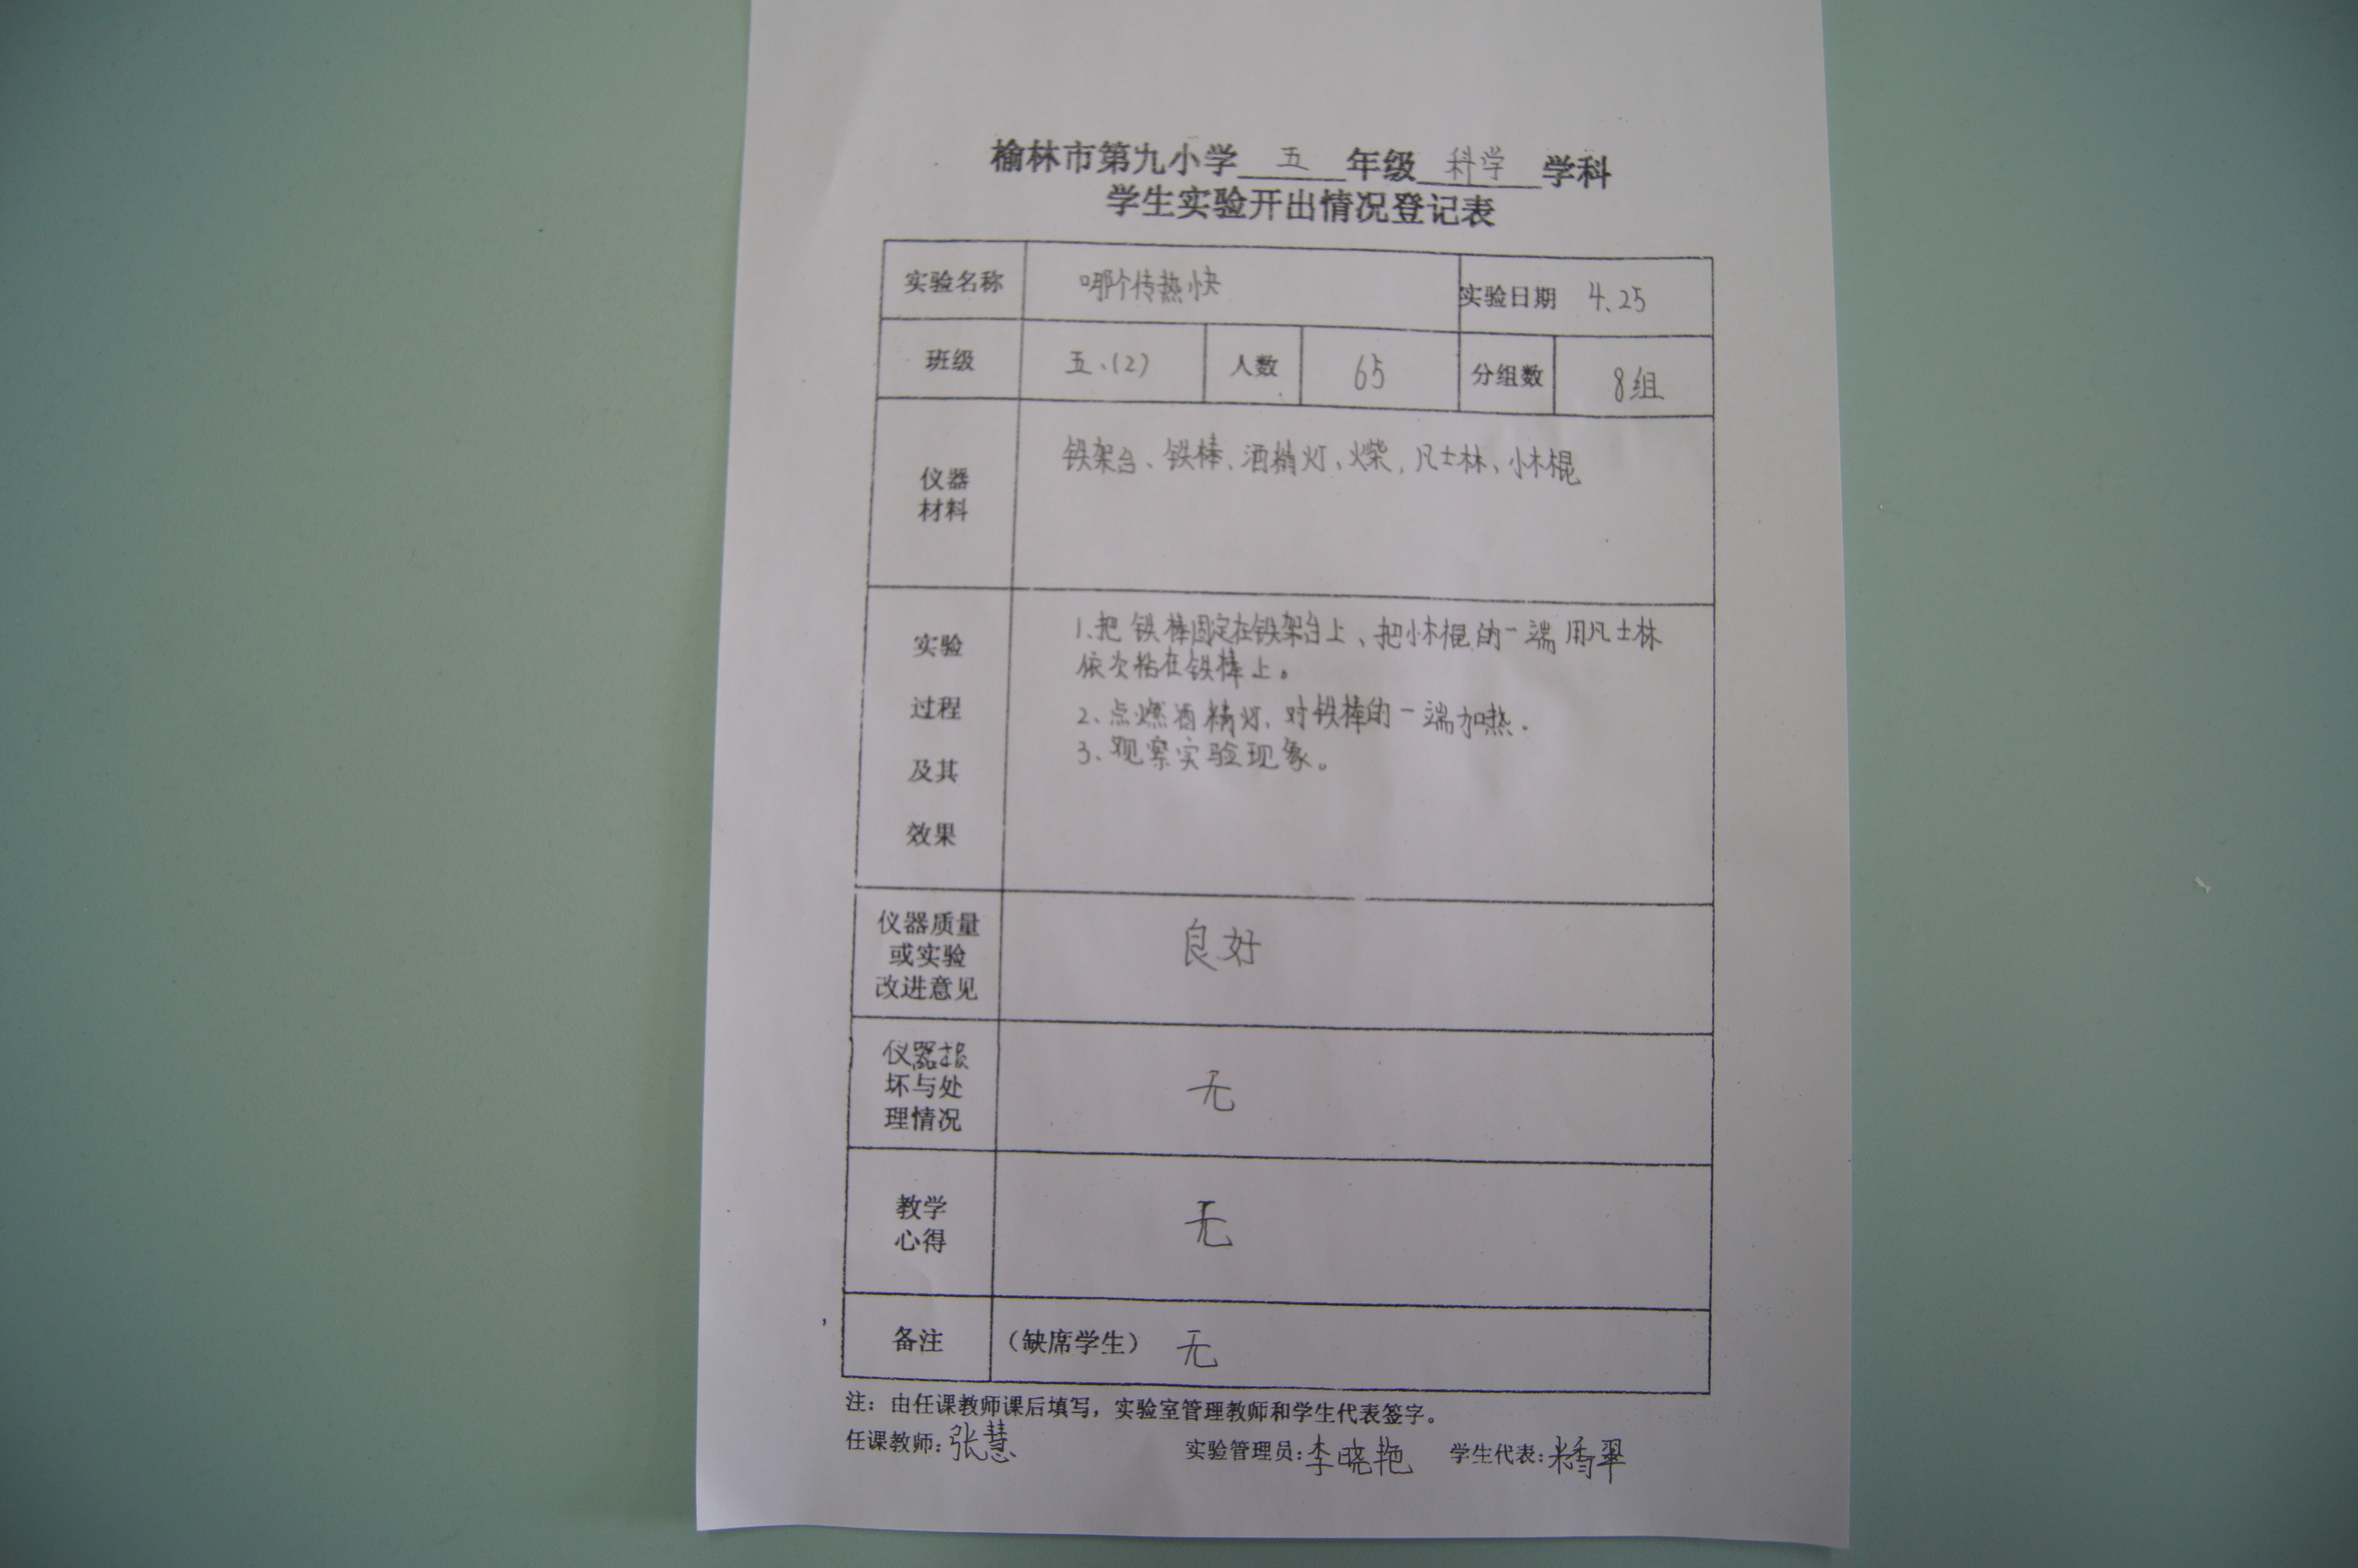 榆林市第九小学 五 年级 科学 学科
学生实验开出情况登记表
实验名称 哪个传热快 实验日期 4.25
班级 五、(2) 人数 65 分组数 8组
仪器
材料
铁架台、铁棒、酒精灯、火柴、凡士林、小木棍
实验
过程
及其
效果
1、把铁棒固定在铁架台上、把小木棍的一端用凡士林
依次粘在铁棒上。
2、点燃酒精灯、对铁棒的一端加热.
3、观察实验现象。
仪器质量
或实验
改进意见
良好
仪器损
坏与处
理情况
无
教学
心得
无
备注 （缺席学生） 无
注：由任课教师课后填写，实验室管理教师和学生代表签字。
任课教师：张慧 实验管理员：李晓艳 学生代表：